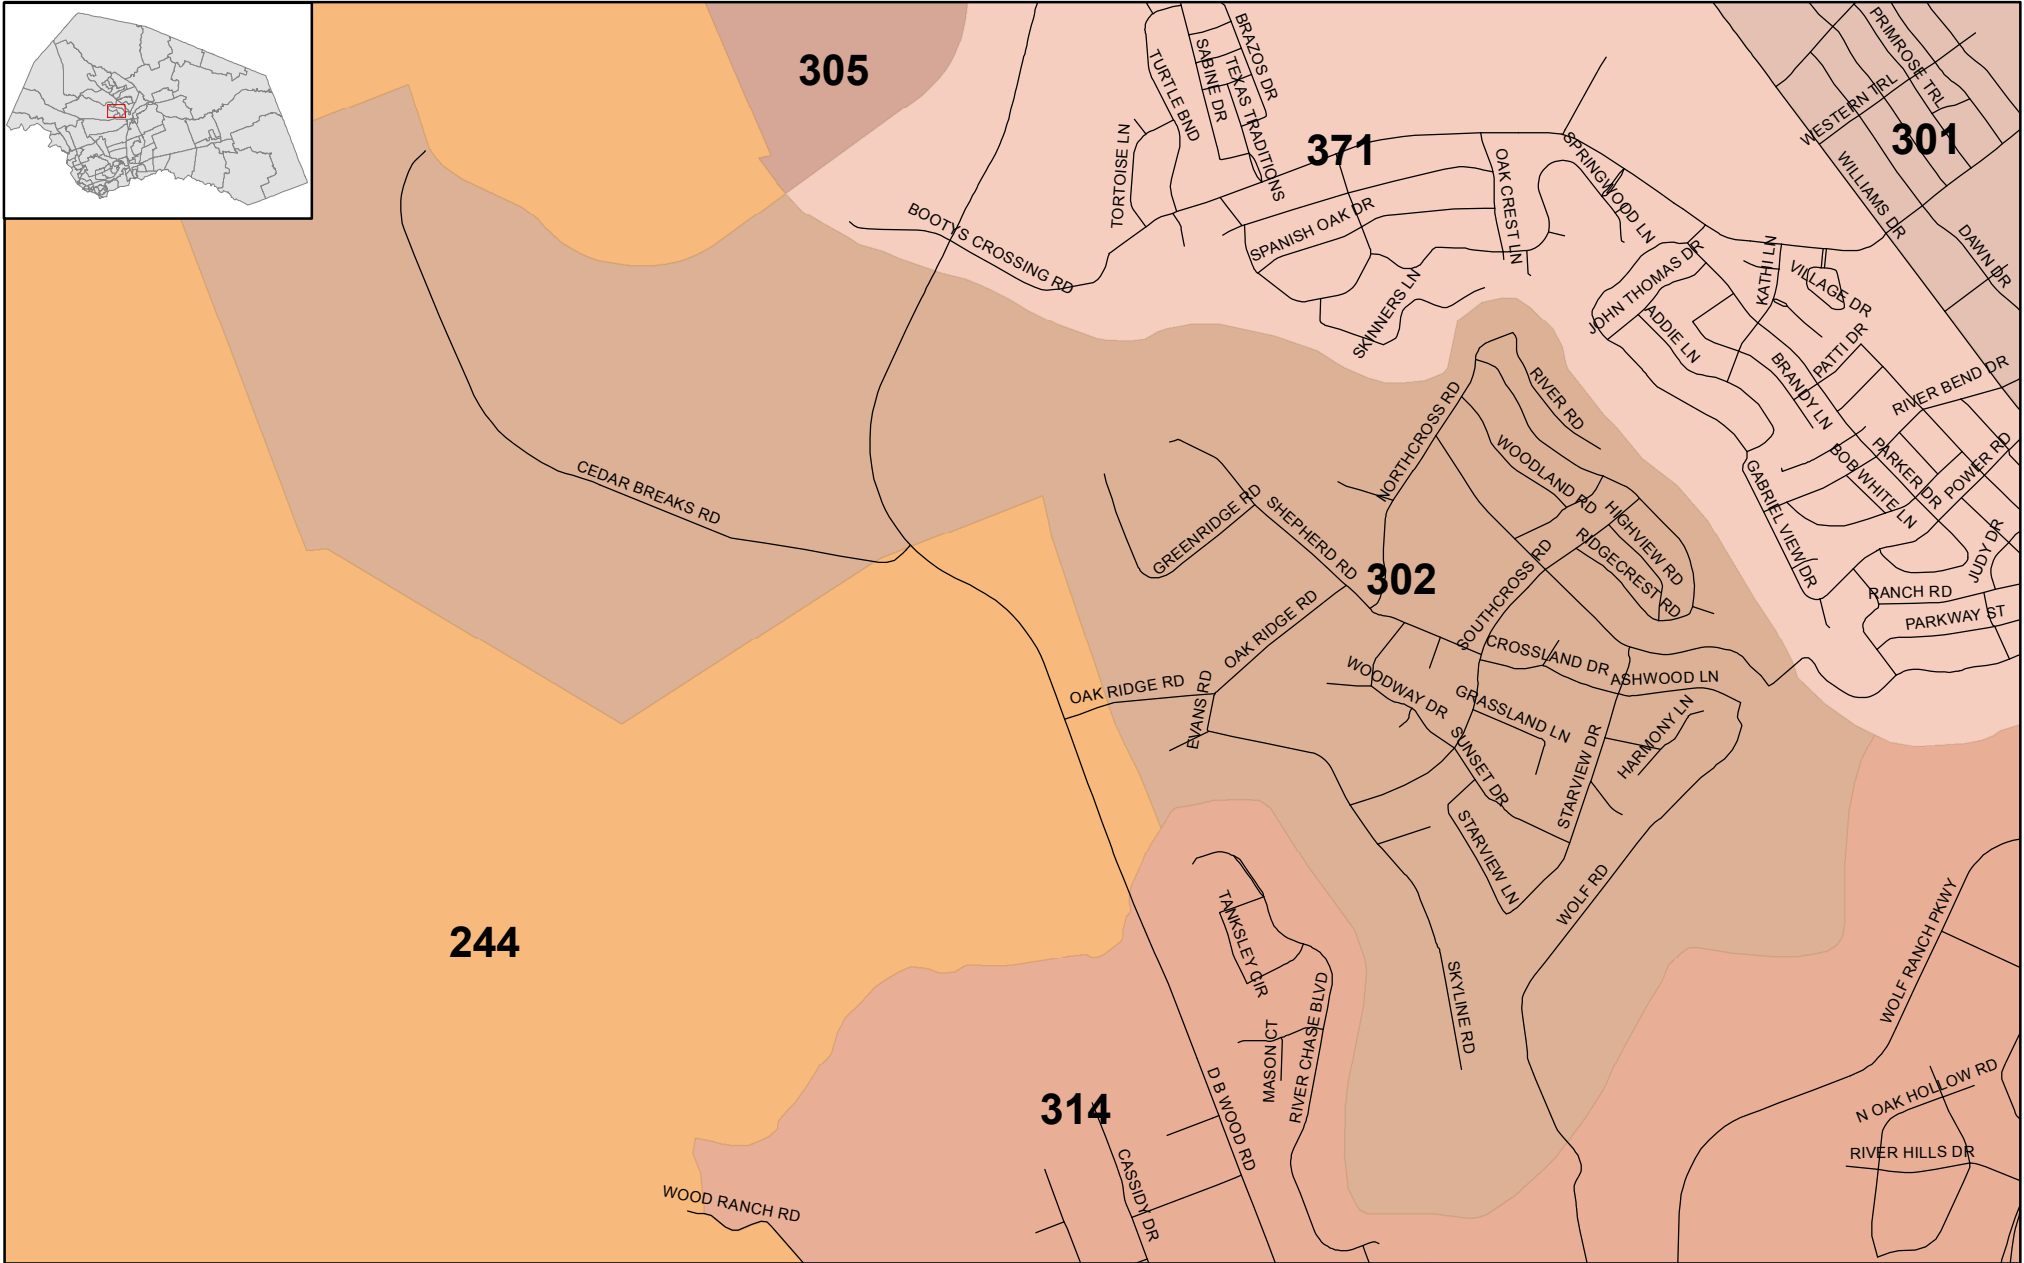 305
371
301
302
244
314
BRAZOS DR
SABINE DR
TEXAS TRADITIONS
TURTLE BND
TORTOISE LN
BOOTYS CROSSING RD
SPANISH OAK DR
SKINNERS LN
OAK CREST LN
SPRINGWOOD LN
PRIMROSE TRL
WESTERN TRL
WILLIAMS DR
DAWN DR
JOHN THOMAS DR
KATHI LN
VILLAGE DR
ADDIE LN
PATTI DR
BRANDY LN
RIVER BEND DR
PARKER DR
POWER RD
BOB WHITE LN
GABRIEL VIEW DR
JUDY DR
RANCH RD
PARKWAY ST
RIVER RD
NORTHCROSS RD
WOODLAND RD
HIGHVIEW RD
RIDGECREST RD
SOUTHCROSS RD
CEDAR BREAKS RD
GREENRIDGE RD
SHEPHERD RD
OAK RIDGE RD
OAK RIDGE RD
EVANS RD
CROSSLAND DR
ASHWOOD LN
WOODWAY DR
GRASSLAND LN
HARMONY LN
SUNSET DR
STARVIEW DR
STARVIEW LN
WOLF RD
SKYLINE RD
TANKSLEY CIR
MASON CT
RIVER CHASE BLVD
D B WOOD RD
CASSIDY DR
WOOD RANCH RD
WOLF RANCH PKWY
N OAK HOLLOW RD
RIVER HILLS DR